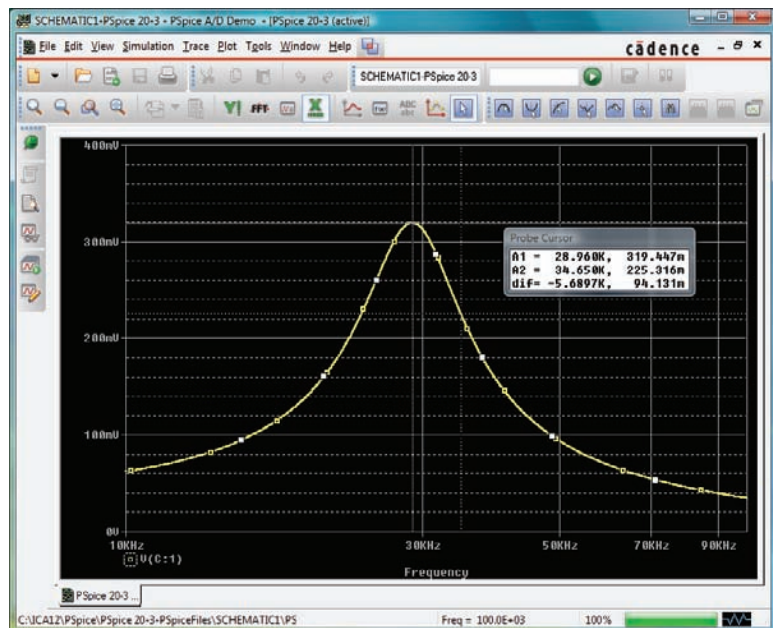 SCHEMATIC1-PSpice 20-3 - PSpice A/D Demo - [PSpice 20-3 (active)]
File Edit View Simulation Trace Plot Tools Window Help
cādence
SCHEMATIC1-PSpice 20-3
FFT
ABC
abc
400mV
300mV
200mV
100mV
0V
Probe Cursor
A1 = 28.960K, 319.447m
A2 = 34.650K, 225.316m
dif= -5.6897K, 94.131m
10KHz 30KHz 50KHz 70KHz 90KHz
V(C:1)
Frequency
PSpice 20-3 ...
C:\ICA12\PSpice\PSpice 20-3-PSpiceFiles\SCHEMATIC1\PS Freq = 100.0E+03 100%